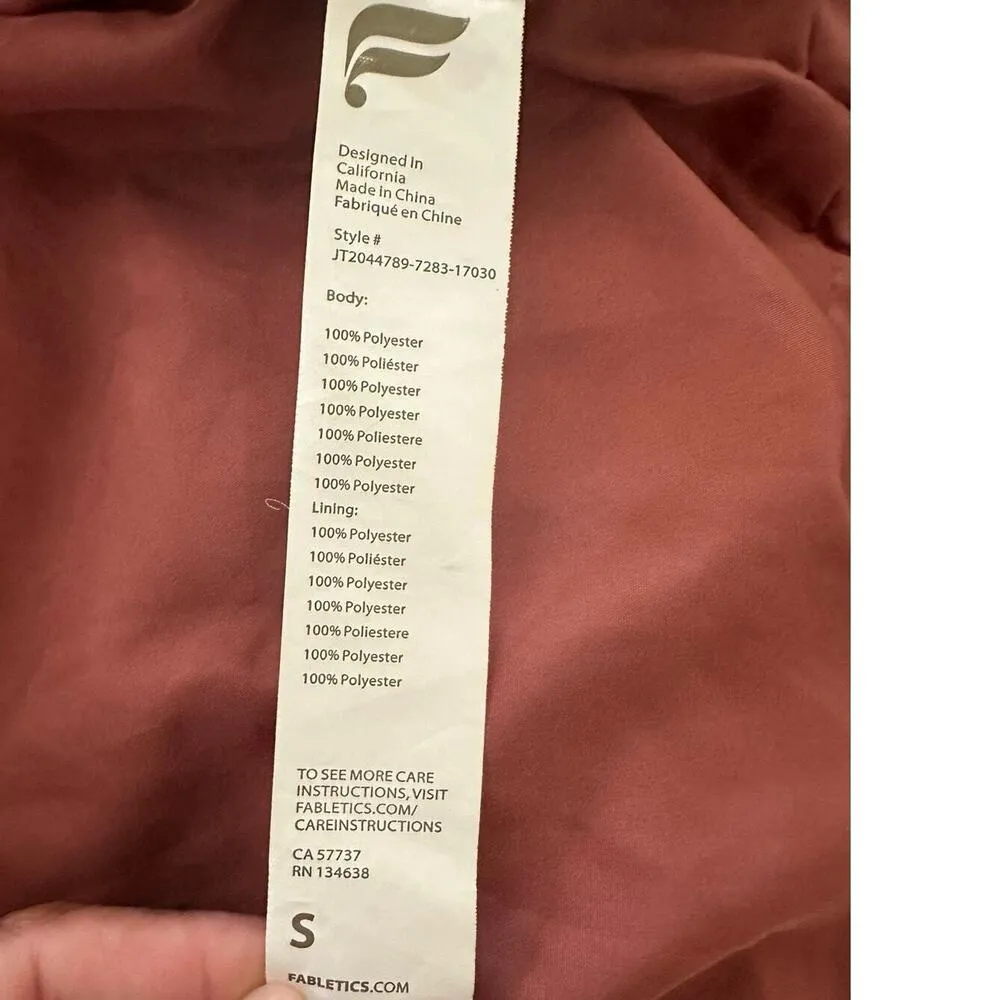 Designed in
California
Made in China
Fabriqué en Chine
Style #
JT2044789-7283-17030
Body:
100% Polyester
100% Poliéster
100% Polyester
100% Polyester
100% Poliestere
100% Polyester
100% Polyester
Lining:
100% Polyester
100% Poliéster
100% Polyester
100% Polyester
100% Poliestere
100% Polyester
100% Polyester
TO SEE MORE CARE
INSTRUCTIONS, VISIT
FABLETICS.COM/
CAREINSTRUCTIONS
CA 57737
RN 134638
S
FABLETICS.COM